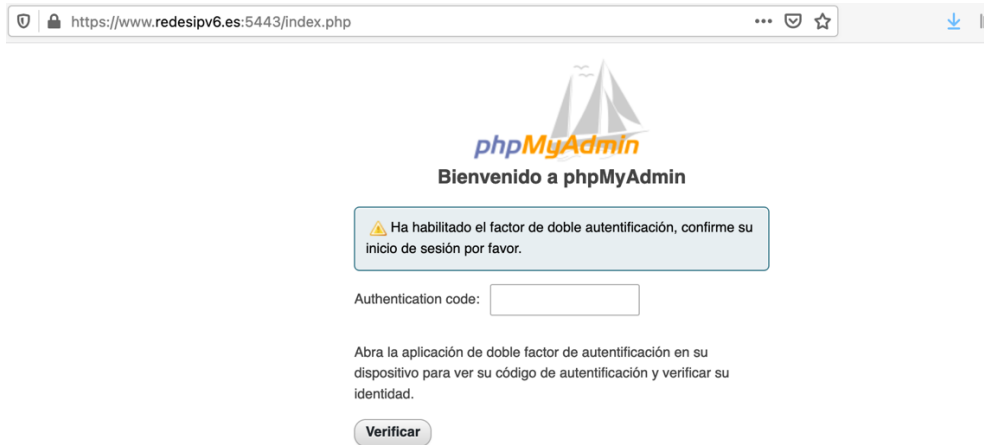 https://www.redesipv6.es:5443/index.php
phpMyAdmin
Bienvenido a phpMyAdmin
Ha habilitado el factor de doble autentificación, confirme su
inicio de sesión por favor.
Authentication code:
Abra la aplicación de doble factor de autentificación en su
dispositivo para ver su código de autentificación y verificar su
identidad.
Verificar